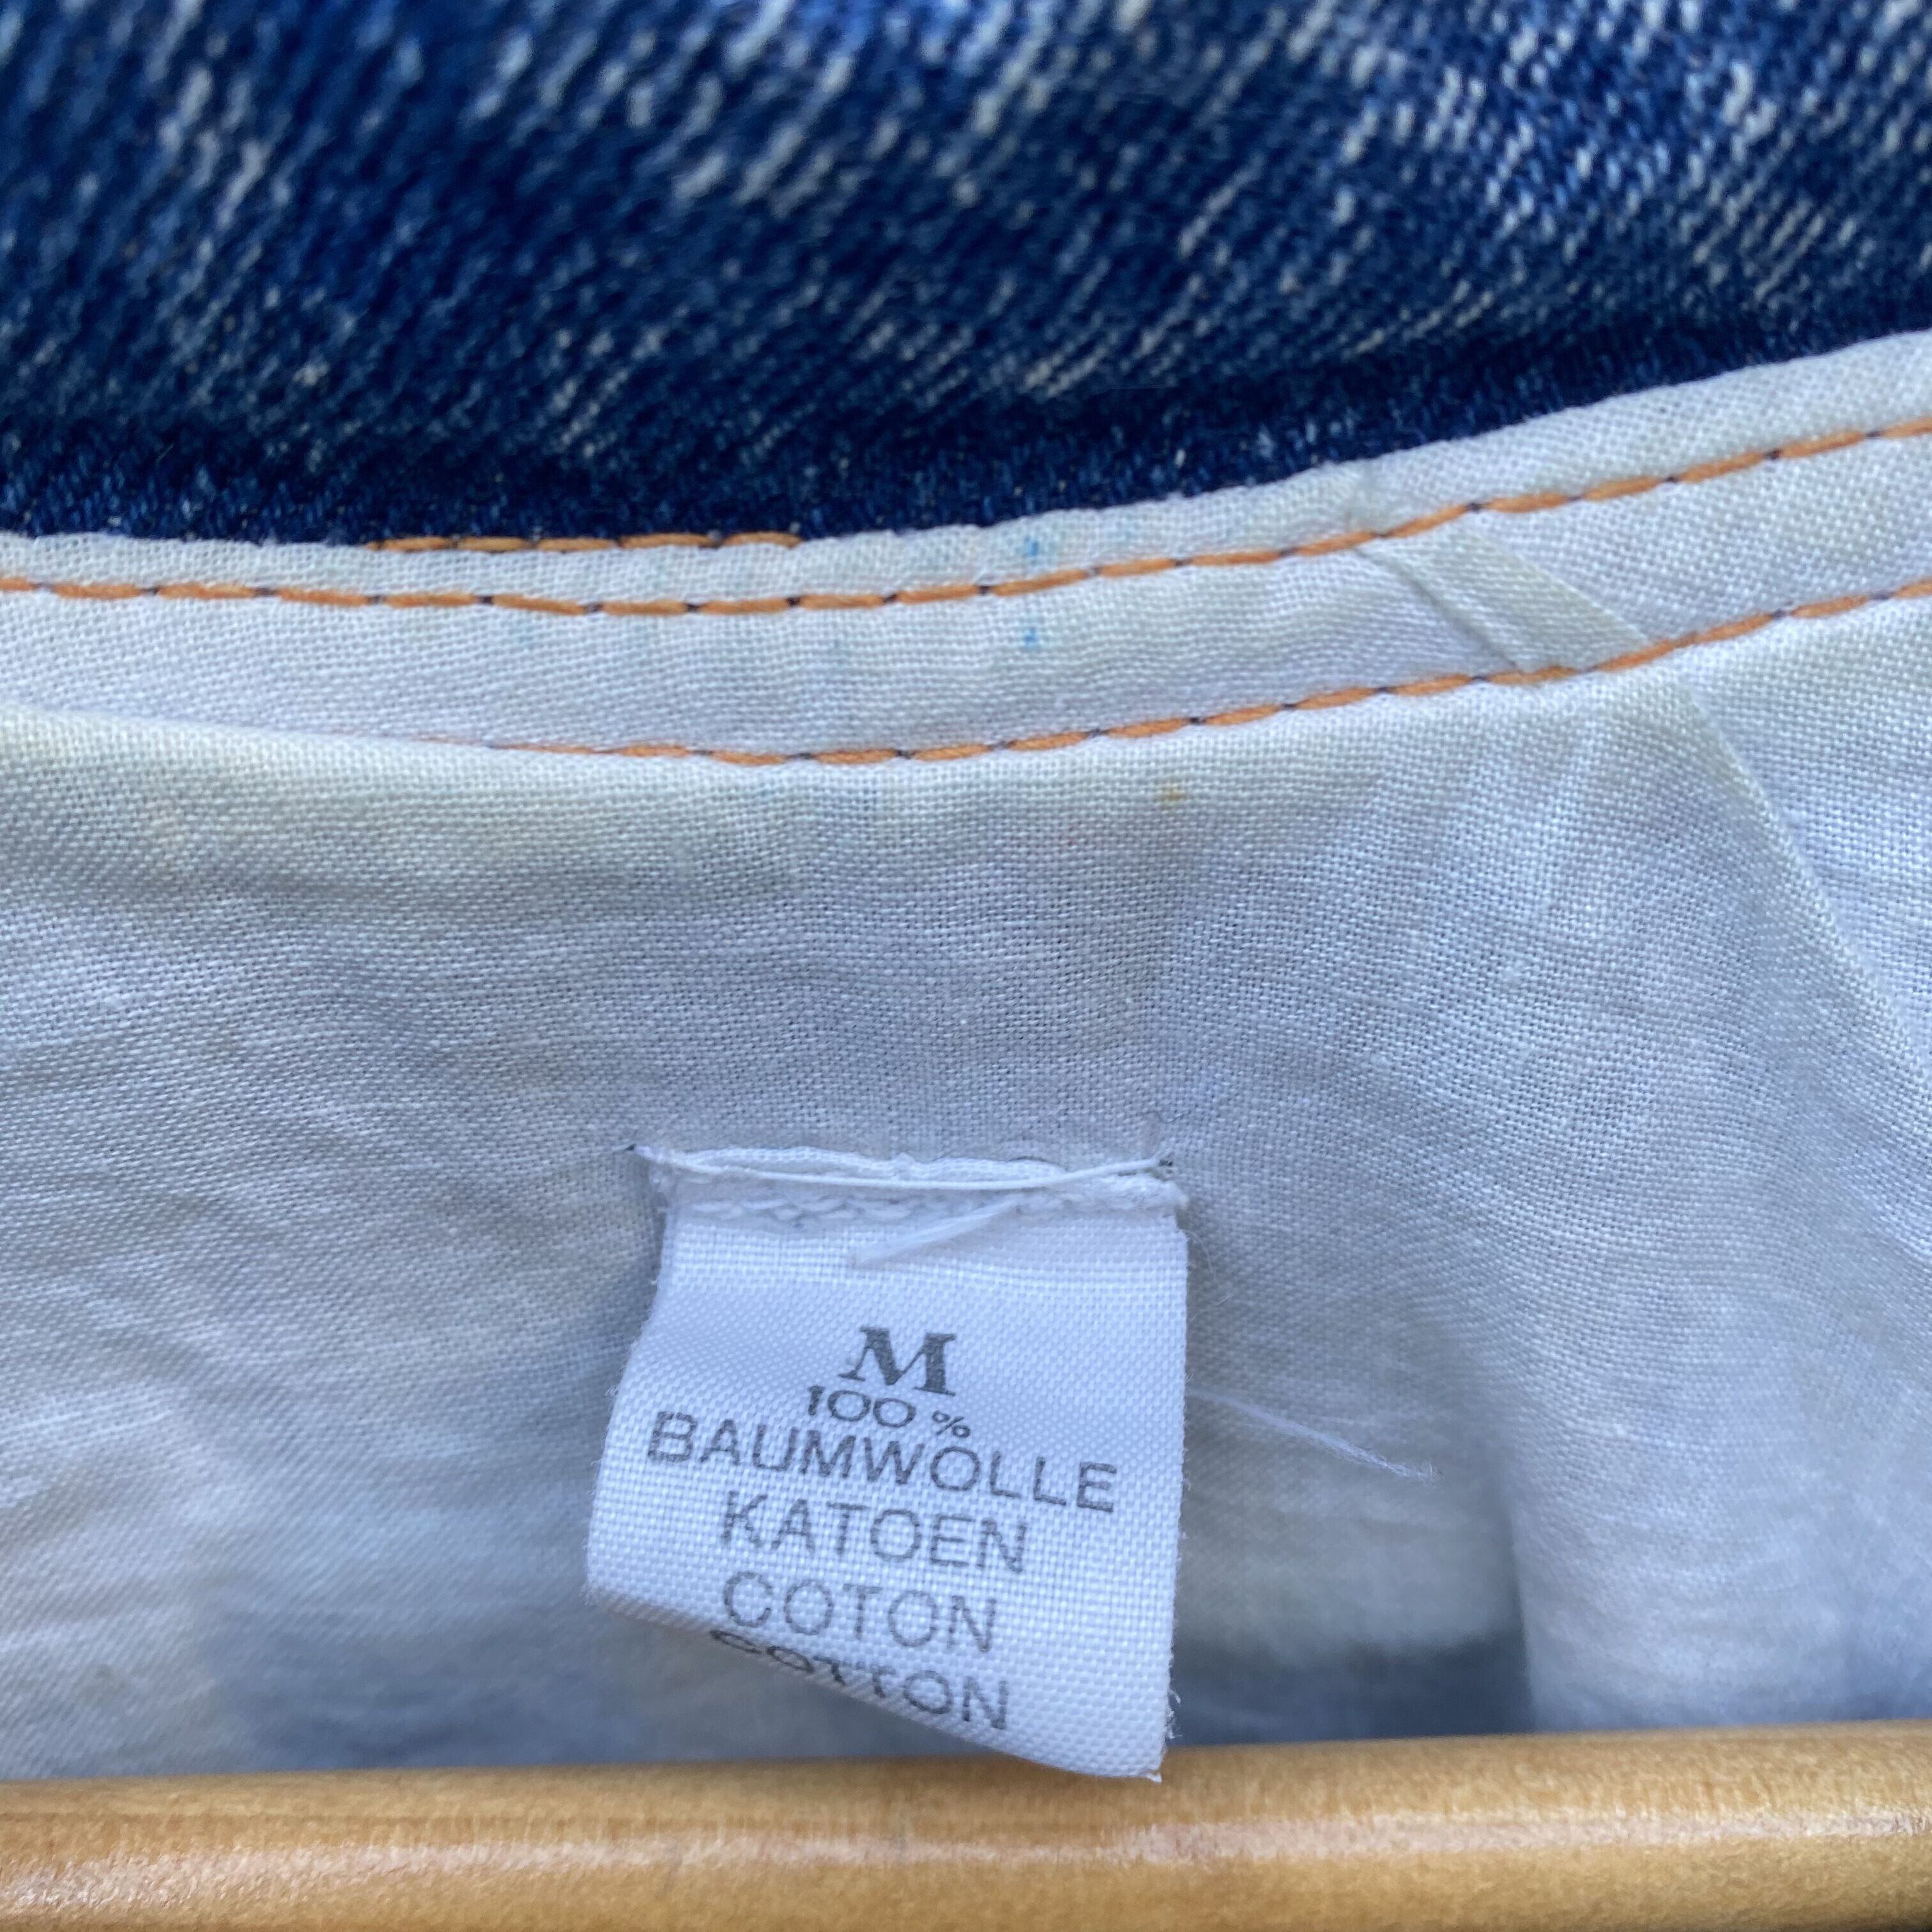 M
100 %
BAUMWOLLE
KATOEN
COTON
COTTON